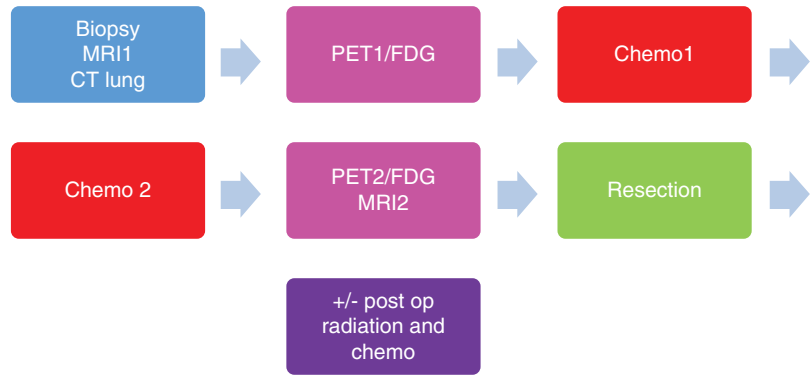 Biopsy
MRI1
CT lung
PET1/FDG
Chemo1
Chemo 2
PET2/FDG
MRI2
Resection
+/- post op
radiation and
chemo